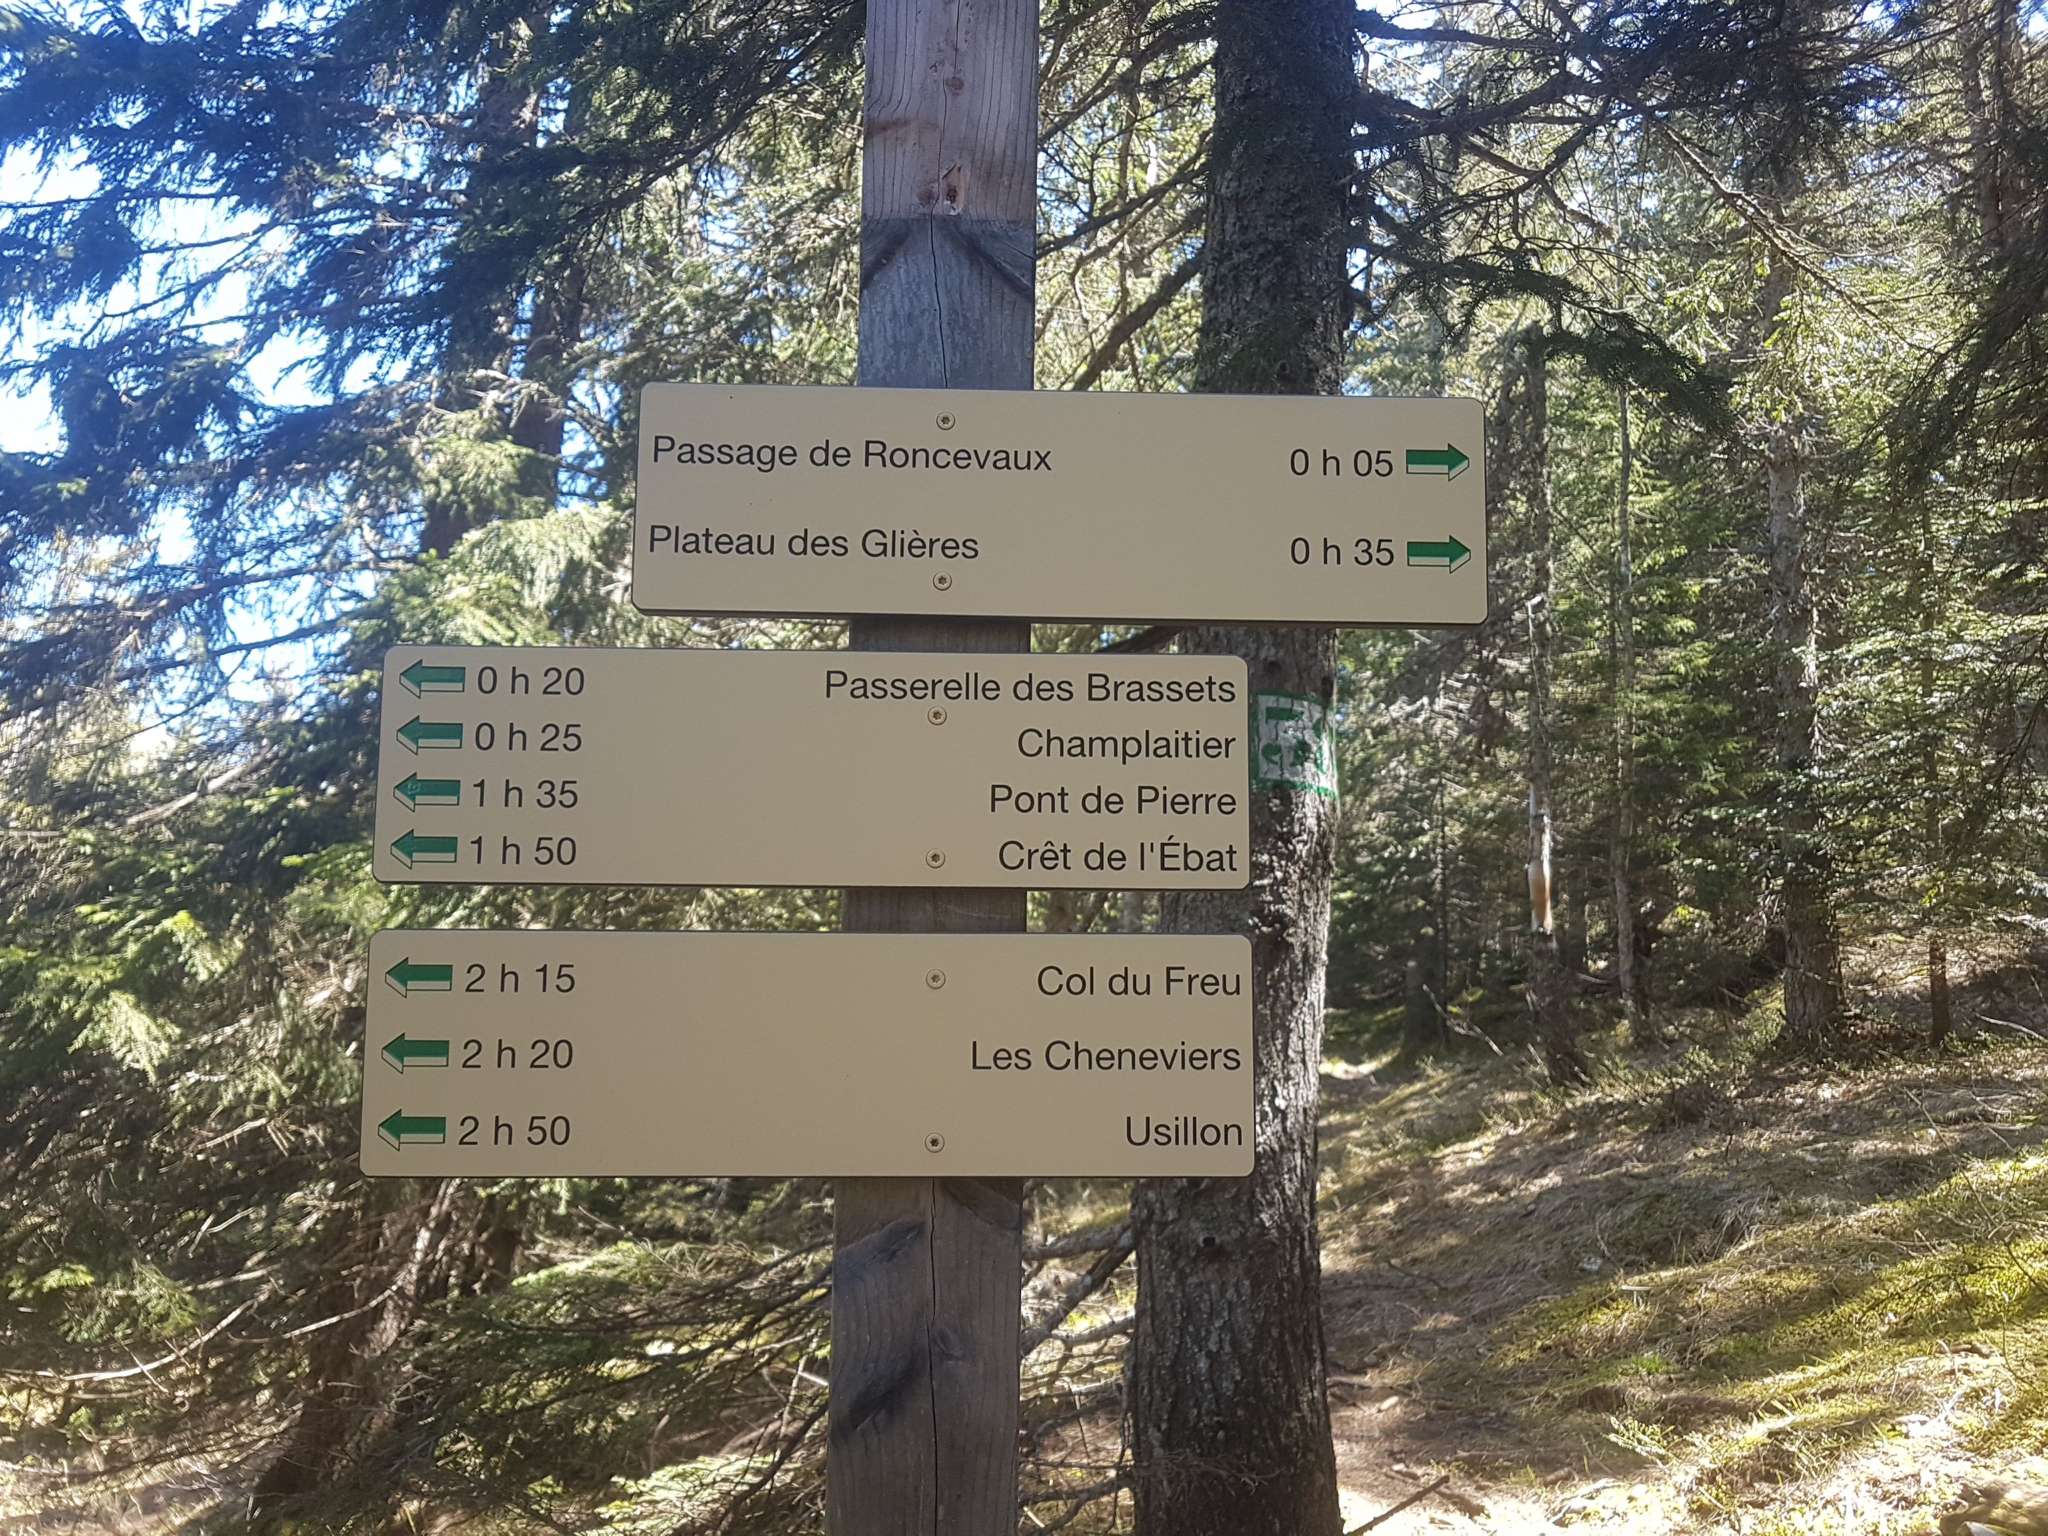 Passage de Roncevaux 0 h 05
Plateau des Glières 0 h 35
0 h 20 Passerelle des Brassets
0 h 25 Champlaitier
1 h 35 Pont de Pierre
1 h 50 Crêt de l'Ébat
2 h 15 Col du Freu
2 h 20 Les Cheneviers
2 h 50 Usillon